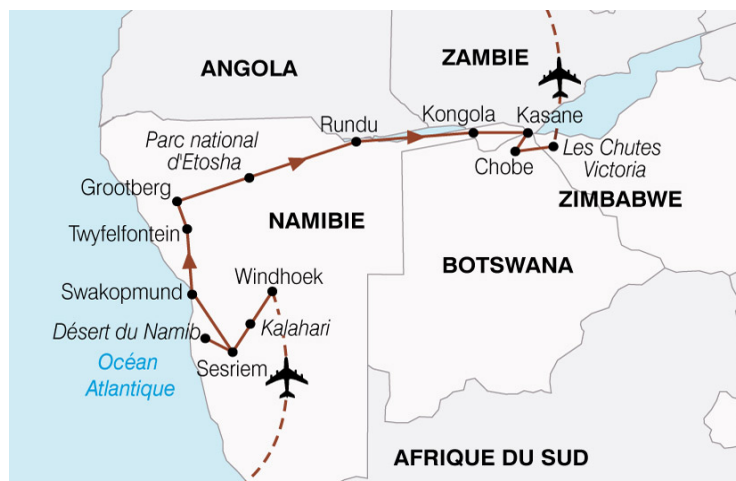 ZAMBIE
ANGOLA
Kongola
Kasane
Rundu
Parc national
d'Etosha
Les Chutes
Victoria
Chobe
Grootberg
ZIMBABWE
NAMIBIE
Twyfelfontein
BOTSWANA
Windhoek
Swakopmund
Désert du Namib
Kalahari
Océan
Atlantique
Sesriem
AFRIQUE DU SUD